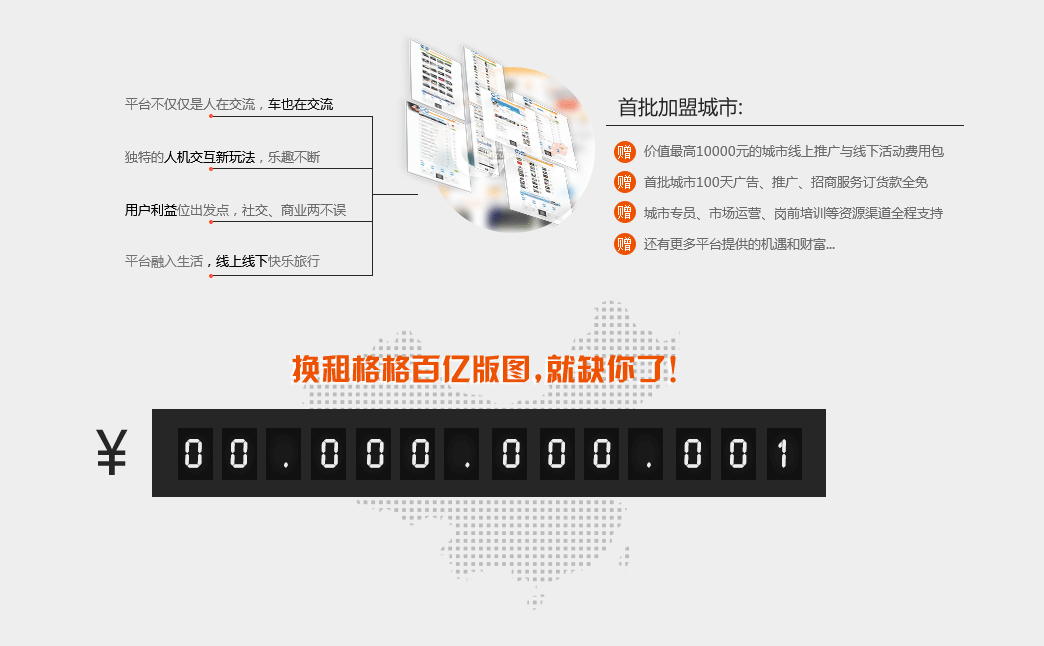 平台不仅仅是人在交流，车也在交流
独特的人机交互新玩法，乐趣不断
用户利益位出发点，社交、商业两不误
平台融入生活，线上线下快乐旅行
首批加盟城市:
赠 价值最高10000元的城市线上推广与线下活动费用包
赠 首批城市100天广告、推广、招商服务订货款全免
赠 城市专员、市场运营、岗前培训等资源渠道全程支持
赠 还有更多平台提供的机遇和财富...
换租格格百亿版图,就缺你了!
¥ 00.000.000.001